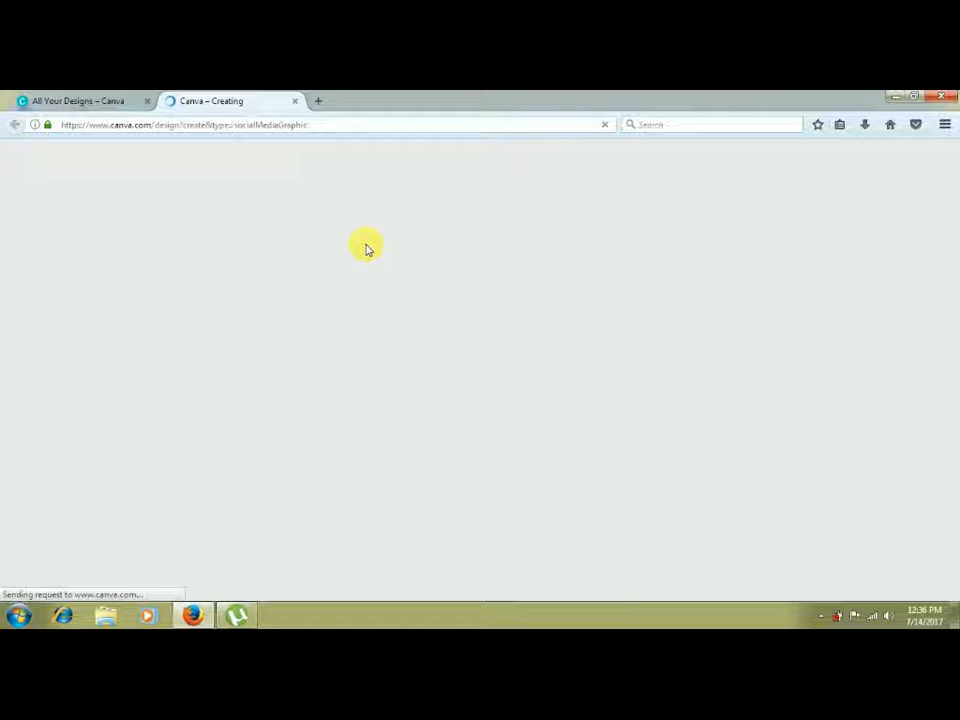 All Your Designs – Canva
Canva – Creating
https://www.canva.com/design?create&type=socialMediaGraphic
Search
Sending request to www.canva.com...
12:36 PM
7/14/2017